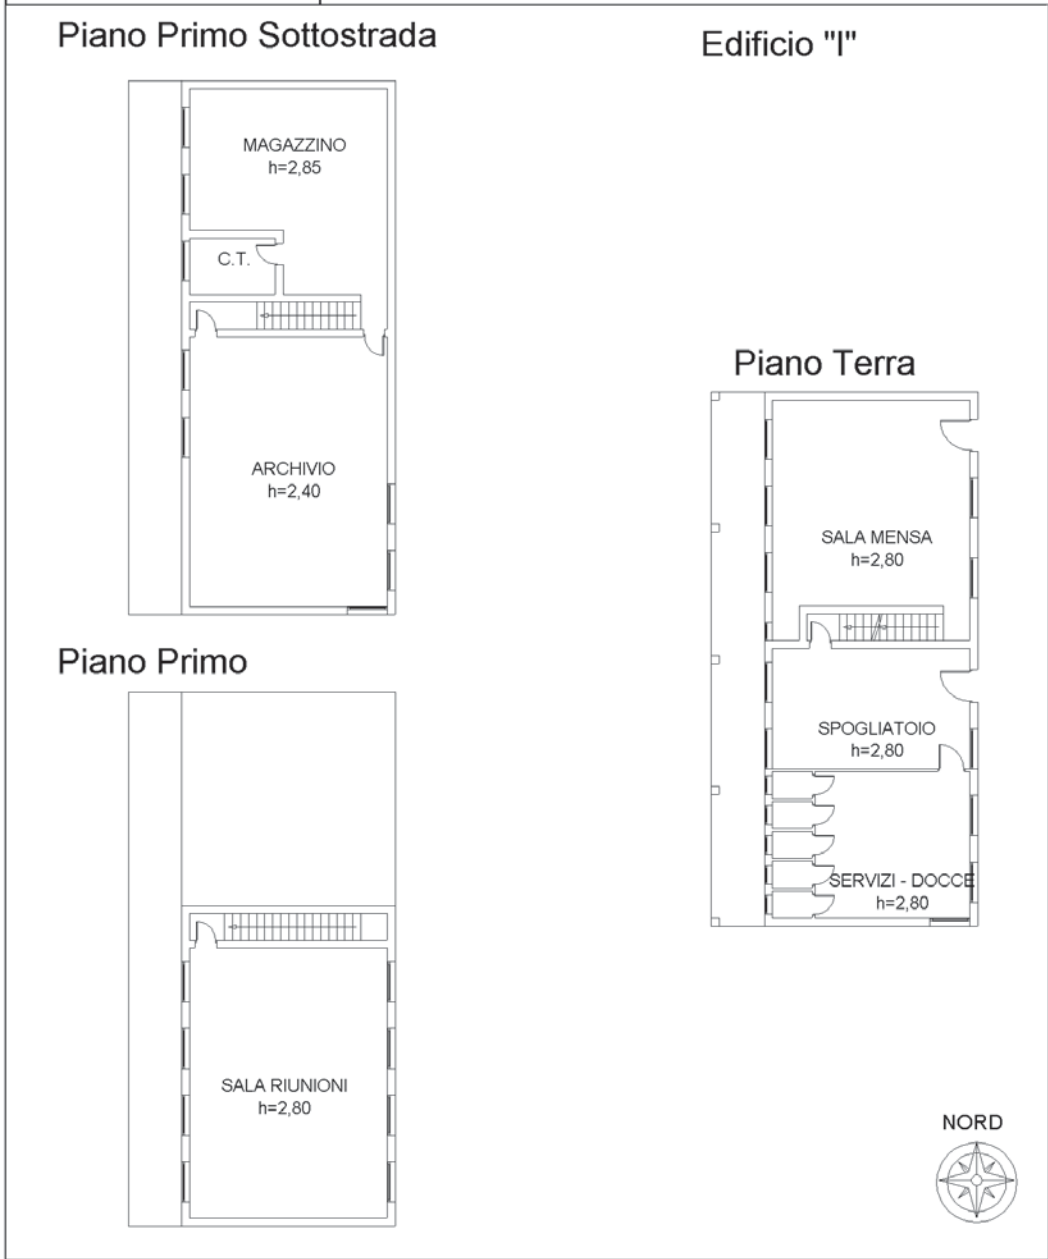 Piano Primo Sottostrada
Edificio "I"
MAGAZZINO
h=2,85
C.T.
ARCHIVIO
h=2,40
Piano Terra
SALA MENSA
h=2,80
SPOGLIATOIO
h=2,80
SERVIZI - DOCCE
h=2,80
Piano Primo
SALA RIUNIONI
h=2,80
NORD